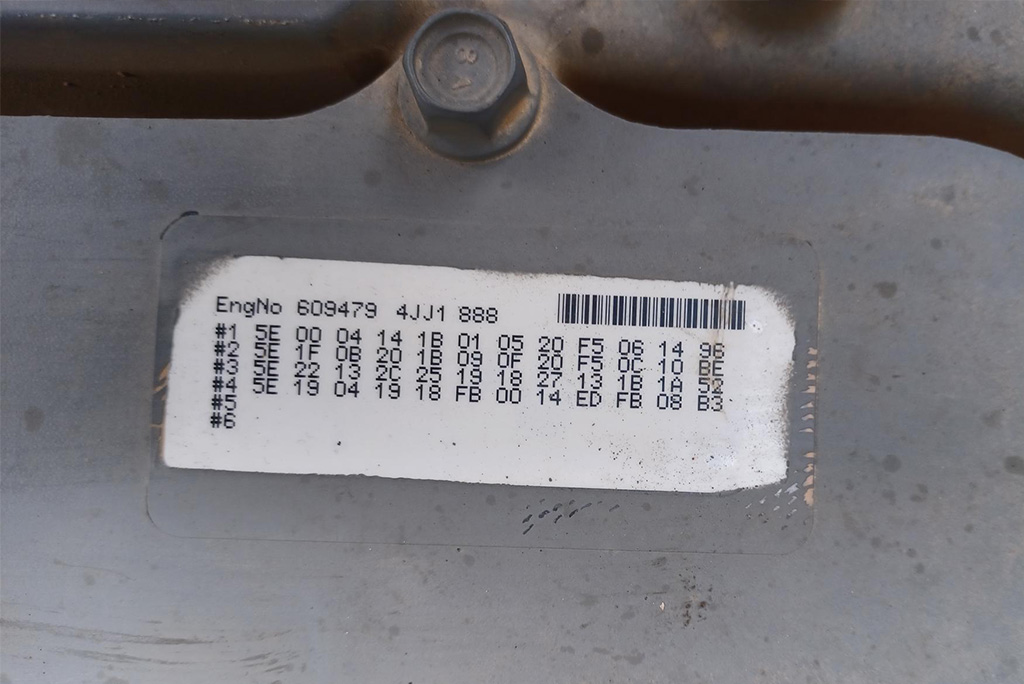 EngNo 609479 4JJ1 888
#1 5E 00 04 14 1B 01 05 20 F5 06 14 96
#2 5E 1F 0B 20 1B 09 0F 20 F5 0C 10 BE
#3 5E 22 13 2C 25 19 18 27 13 1B 1A 52
#4 5E 19 04 19 18 FB 00 14 ED FB 08 B3
#5
#6